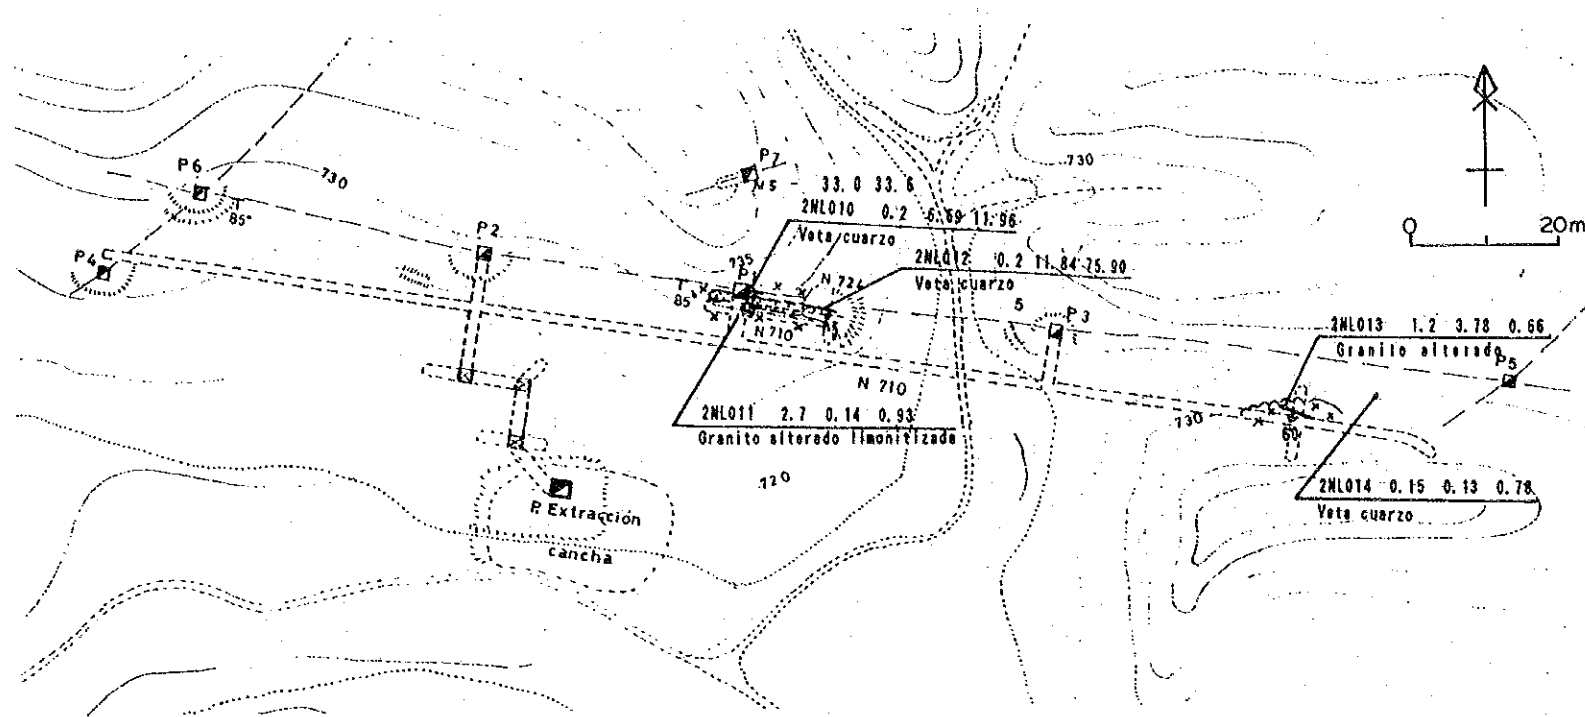 P6
730
85°
P4
C
P2
P7
33.0 33.6
2NL010 0.2 6.69 11.96
Veta cuarzo
735
P1
85°
N 724
2NL012 0.2 11.84 75.90
Veta cuarzo
N 710
5
P3
730
0 20m
2NL013 1.2 3.78 0.66
Granito alterado
P5
N 710
2NL011 2.7 0.14 0.93
Granito alterado limonitizado
730
60
720
2NL014 0.15 0.13 0.78
Veta cuarzo
P. Extracción
cancha